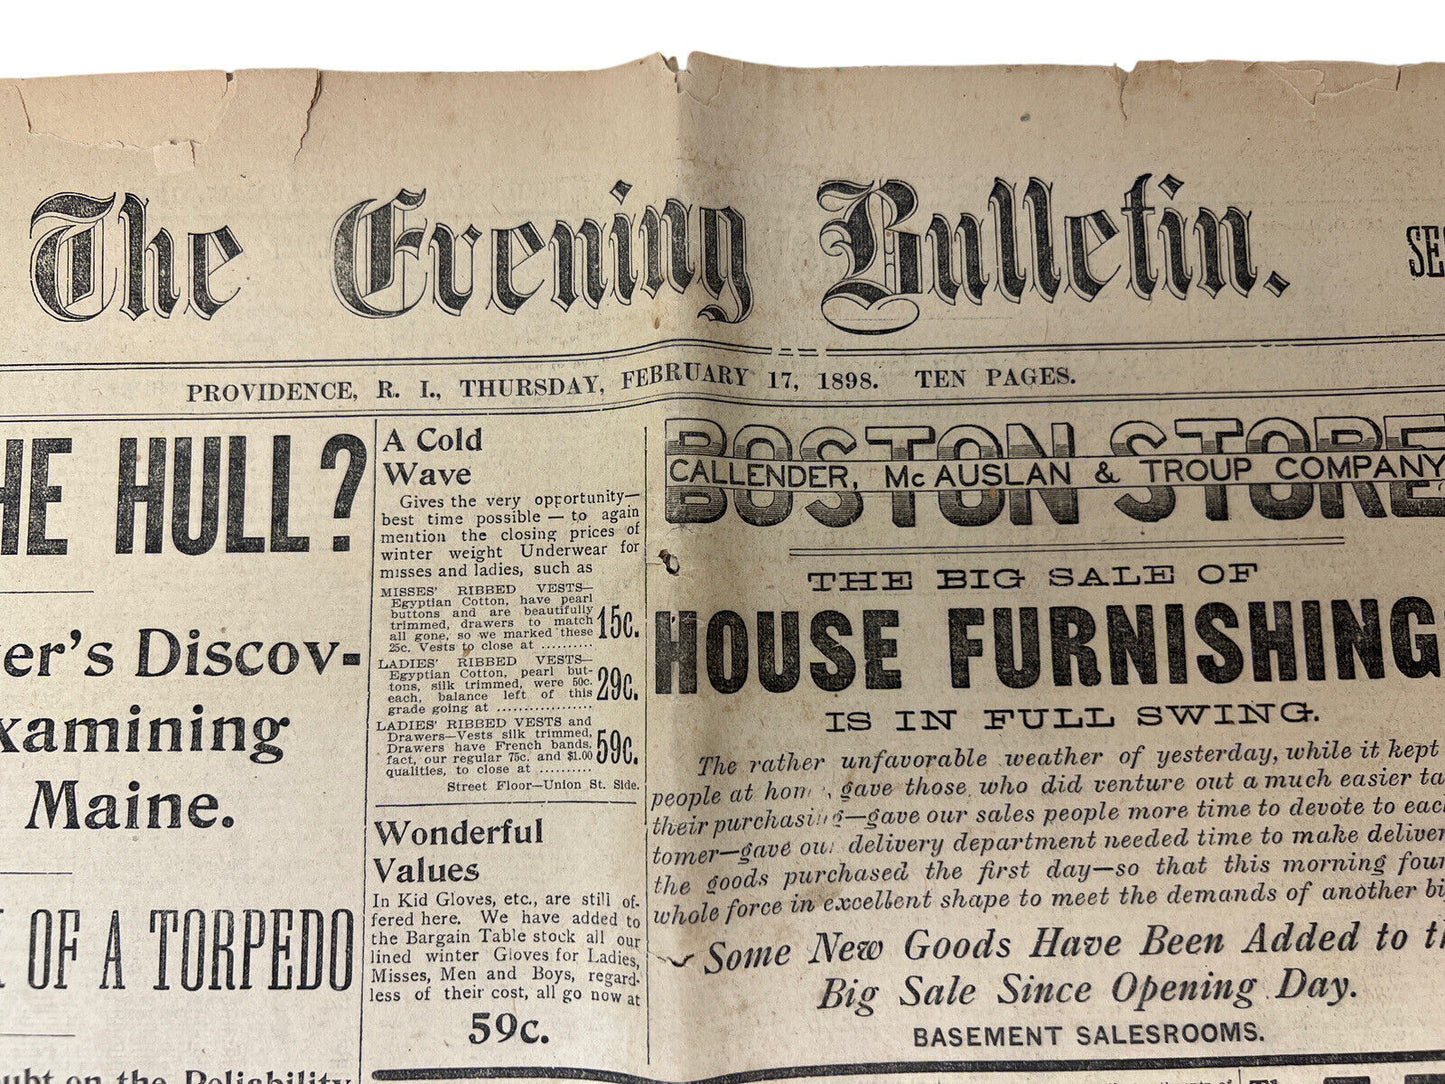 The Evening Bulletin.
PROVIDENCE, R. I., THURSDAY, FEBRUARY 17, 1898. TEN PAGES.
HE HULL?
er's Discov-
xamining
Maine.
OF A TORPEDO
ubt on the Reliability
A Cold
Wave
Gives the very opportunity—
best time possible — to again
mention the closing prices of
winter weight Underwear for
misses and ladies, such as
MISSES' RIBBED VESTS—
Egyptian Cotton, have pearl
buttons and are beautifully
trimmed, drawers to match
all gone, so we marked these
25c. Vests to close at ..........
15c.
LADIES' RIBBED VESTS—
Egyptian Cotton, pearl but-
tons, silk trimmed, were 50c.
each, balance left of this
grade going at ..................
29c.
LADIES' RIBBED VESTS and
Drawers—Vests silk trimmed,
Drawers have French bands,
fact, our regular 75c. and $1.00
qualities, to close at ..........
59c.
Street Floor—Union St. Side.
Wonderful
Values
In Kid Gloves, etc., are still of-
fered here. We have added to
the Bargain Table stock all our
lined winter Gloves for Ladies,
Misses, Men and Boys, regard-
less of their cost, all go now at
59c.
BOSTON STORE
CALLENDER, McAUSLAN & TROUP COMPANY
THE BIG SALE OF
HOUSE FURNISHING
IS IN FULL SWING.
The rather unfavorable weather of yesterday, while it kept
people at hom , gave those who did venture out a much easier ta
their purchasing—gave our sales people more time to devote to eac
tomer—gave our delivery department needed time to make deliver
the goods purchased the first day—so that this morning four
whole force in excellent shape to meet the demands of another bi
Some New Goods Have Been Added to th
Big Sale Since Opening Day.
BASEMENT SALESROOMS.